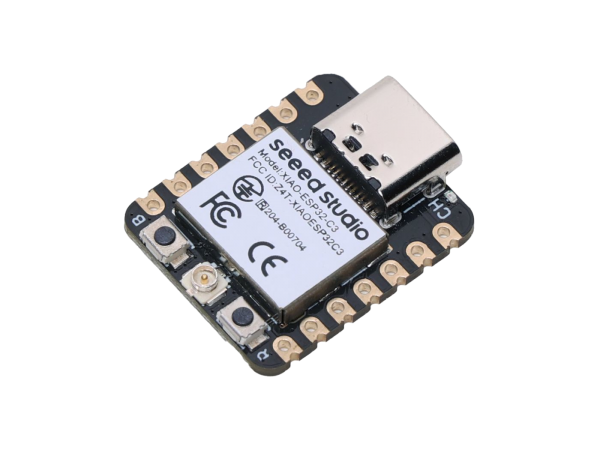 seeed studio
Model:XIAO-ESP32-C3
FCC ID:Z4T-XIAOESP32C3
R 204-B00704
FC CE
B
R
CH